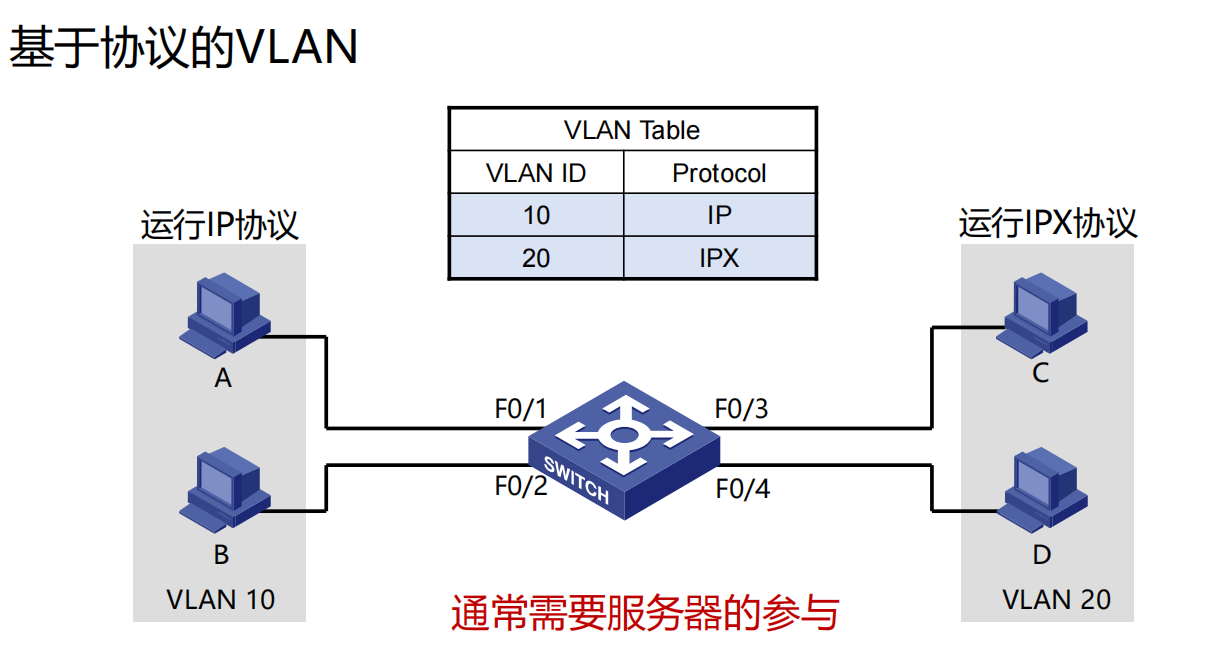 基于协议的VLAN
VLAN Table
VLAN ID Protocol
10 IP
20 IPX
运行IP协议
运行IPX协议
A
C
F0/1
F0/3
SWITCH
F0/2
F0/4
B
D
VLAN 10
VLAN 20
通常需要服务器的参与